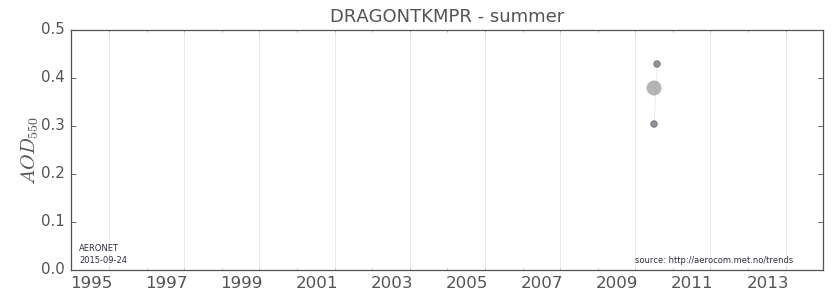 DRAGONTKMPR - summer
0.5
0.4
0.3
0.2
0.1
0.0
AOD550
AERONET
2015-09-24
source: http://aerocom.met.no/trends
1995 1997 1999 2001 2003 2005 2007 2009 2011 2013